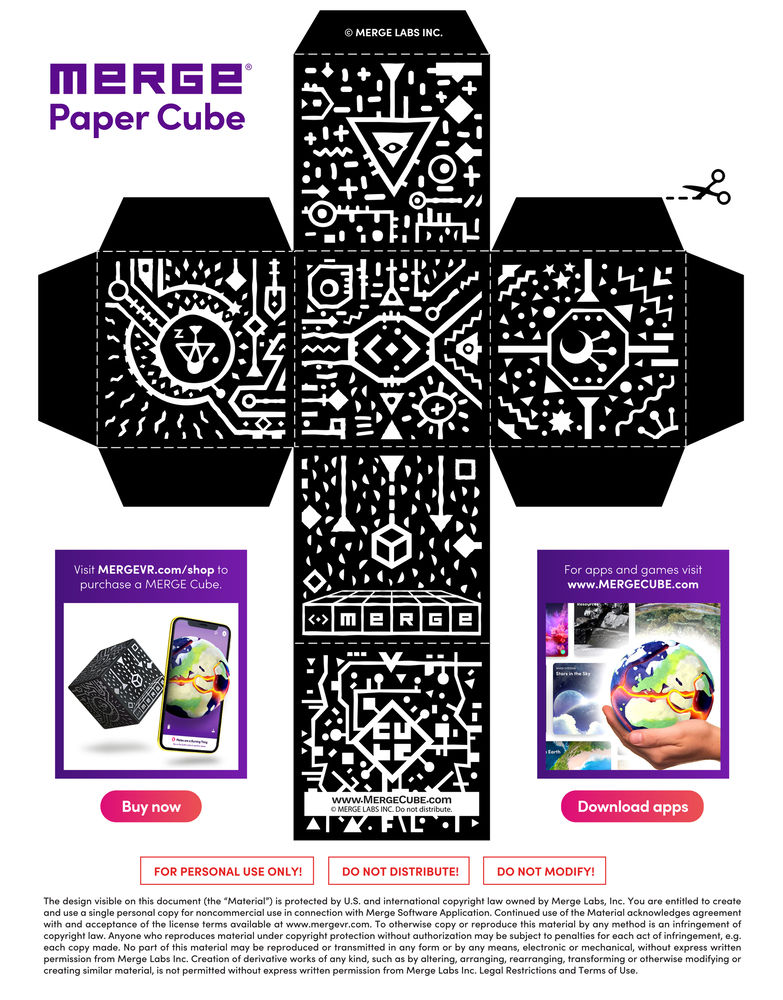 © MERGE LABS INC.
MERGE®
Paper Cube
Z
MERGE
CUBE
www.MERGECUBE.com
© MERGE LABS INC. Do not distribute.
Visit MERGEVR.com/shop to
purchase a MERGE Cube.
Buy now
For apps and games visit
www.MERGECUBE.com
Resources
Stars in the Sky
Earth
Download apps
FOR PERSONAL USE ONLY!
DO NOT DISTRIBUTE!
DO NOT MODIFY!
The design visible on this document (the “Material”) is protected by U.S. and international copyright law owned by Merge Labs, Inc. You are entitled to create
and use a single personal copy for noncommercial use in connection with Merge Software Application. Continued use of the Material acknowledges agreement
with and acceptance of the license terms available at www.mergevr.com. To otherwise copy or reproduce this material by any method is an infringement of
copyright law. Anyone who reproduces material under copyright protection without authorization may be subject to penalties for each act of infringement, e.g.
each copy made. No part of this material may be reproduced or transmitted in any form or by any means, electronic or mechanical, without express written
permission from Merge Labs Inc. Creation of derivative works of any kind, such as by altering, arranging, rearranging, transforming or otherwise modifying or
creating similar material, is not permitted without express written permission from Merge Labs Inc. Legal Restrictions and Terms of Use.